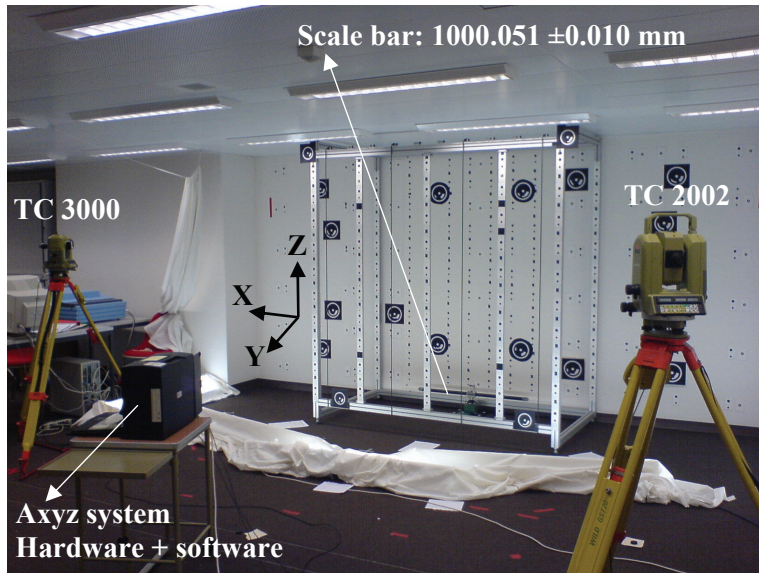 Scale bar: 1000.051 ±0.010 mm
TC 3000
TC 2002
Z
X
Y
Axyz system
Hardware + software